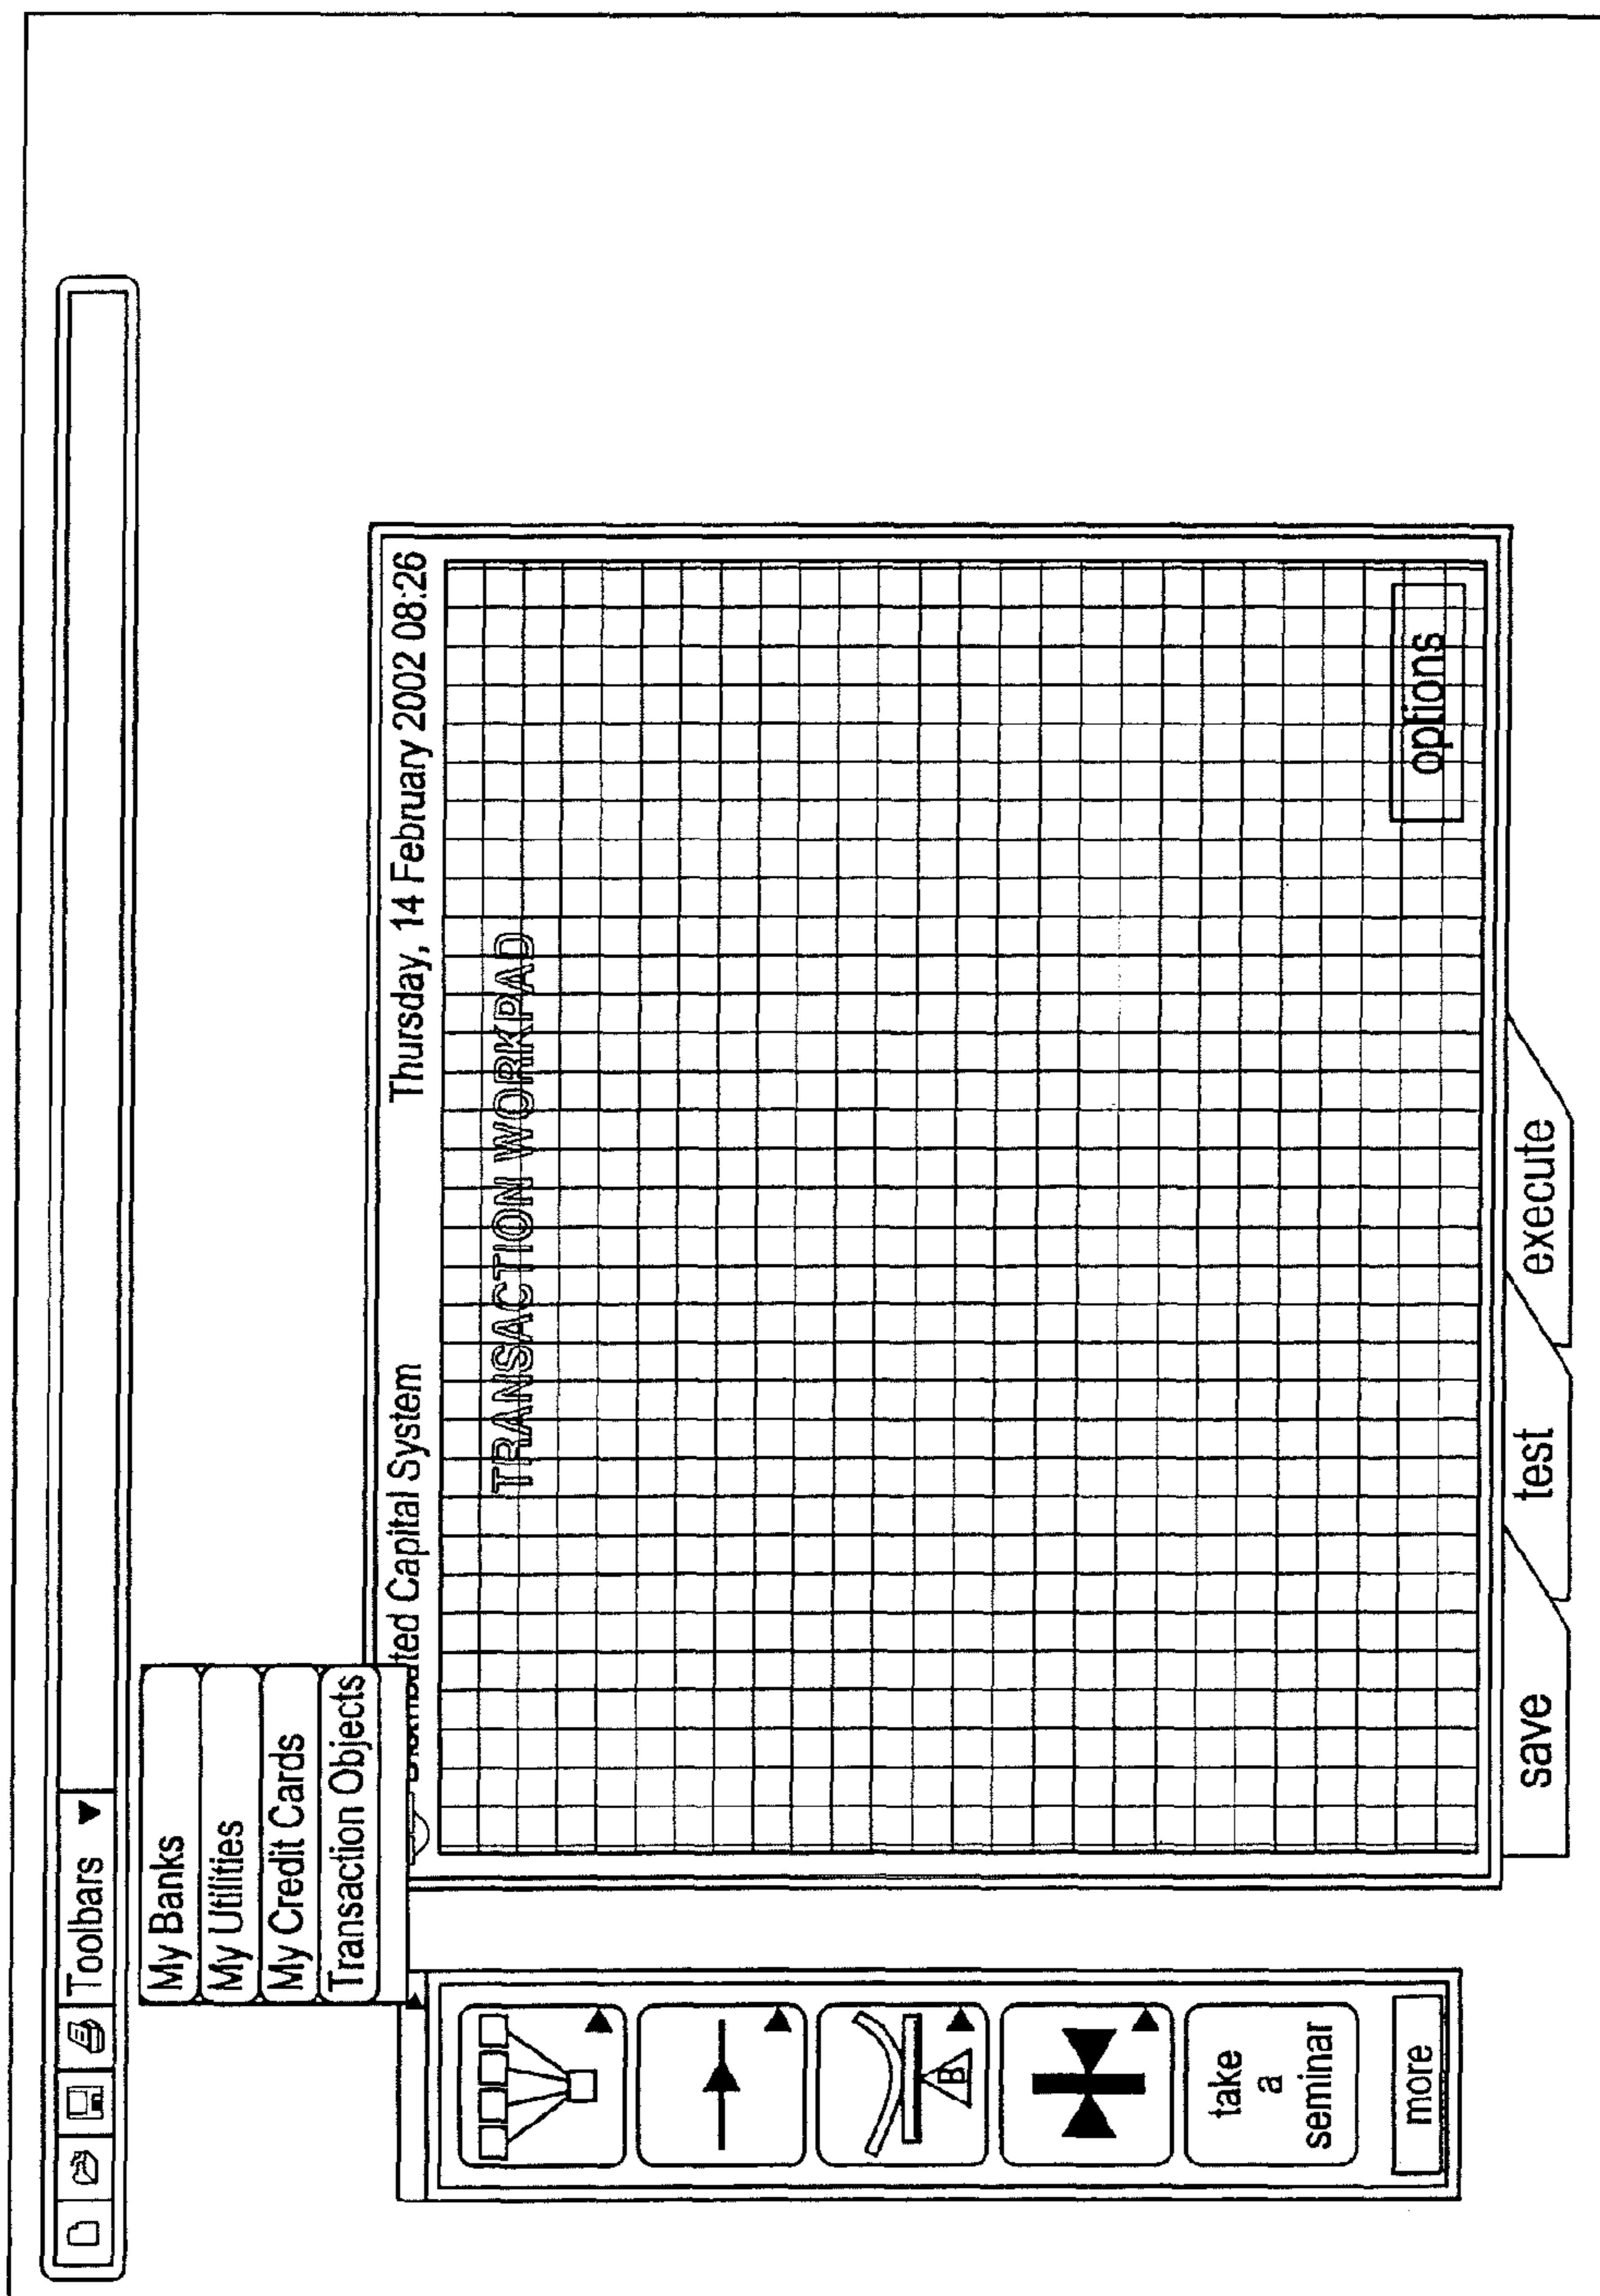 Toolbars
My Banks
My Utilities
My Credit Cards
Transaction Objects
Capital System
Thursday, 14 February 2002 08:26
TRANSACTION WORKPAD
B
take
a
seminar
more
options
save
test
execute